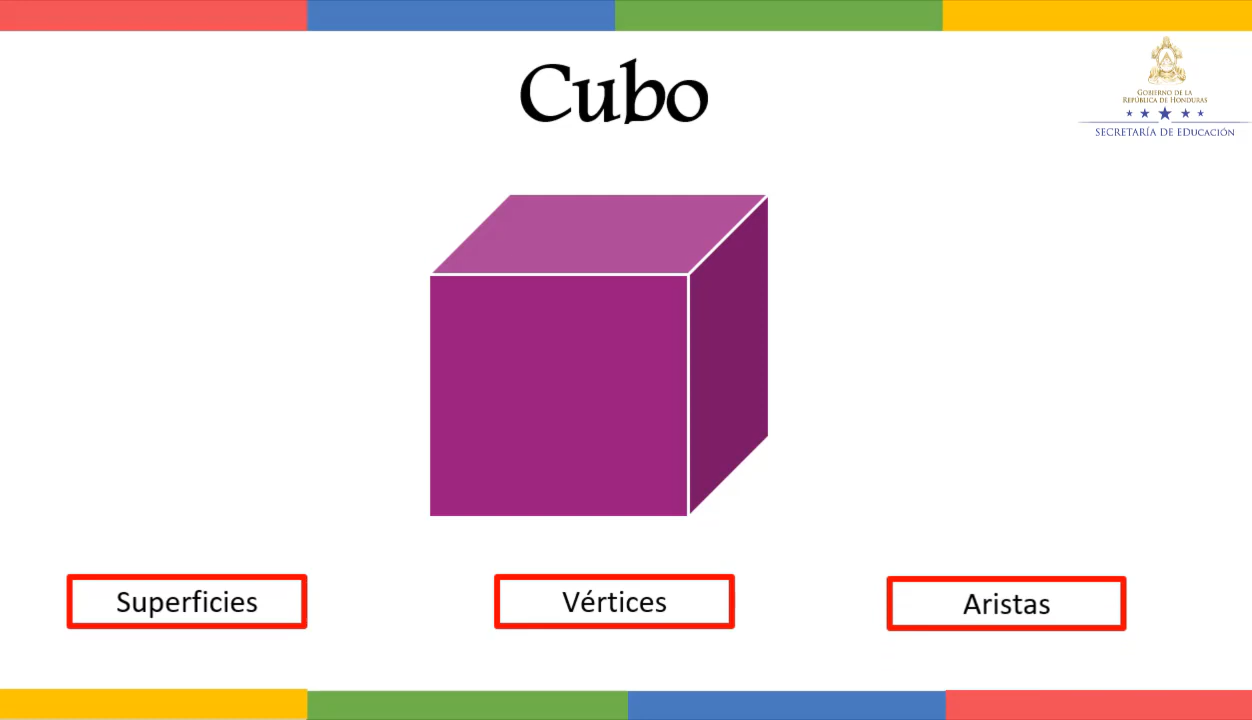 Cubo
GOBIERNO DE LA
REPÚBLICA DE HONDURAS
SECRETARÍA DE EDUCACIÓN
Superficies
Vértices
Aristas